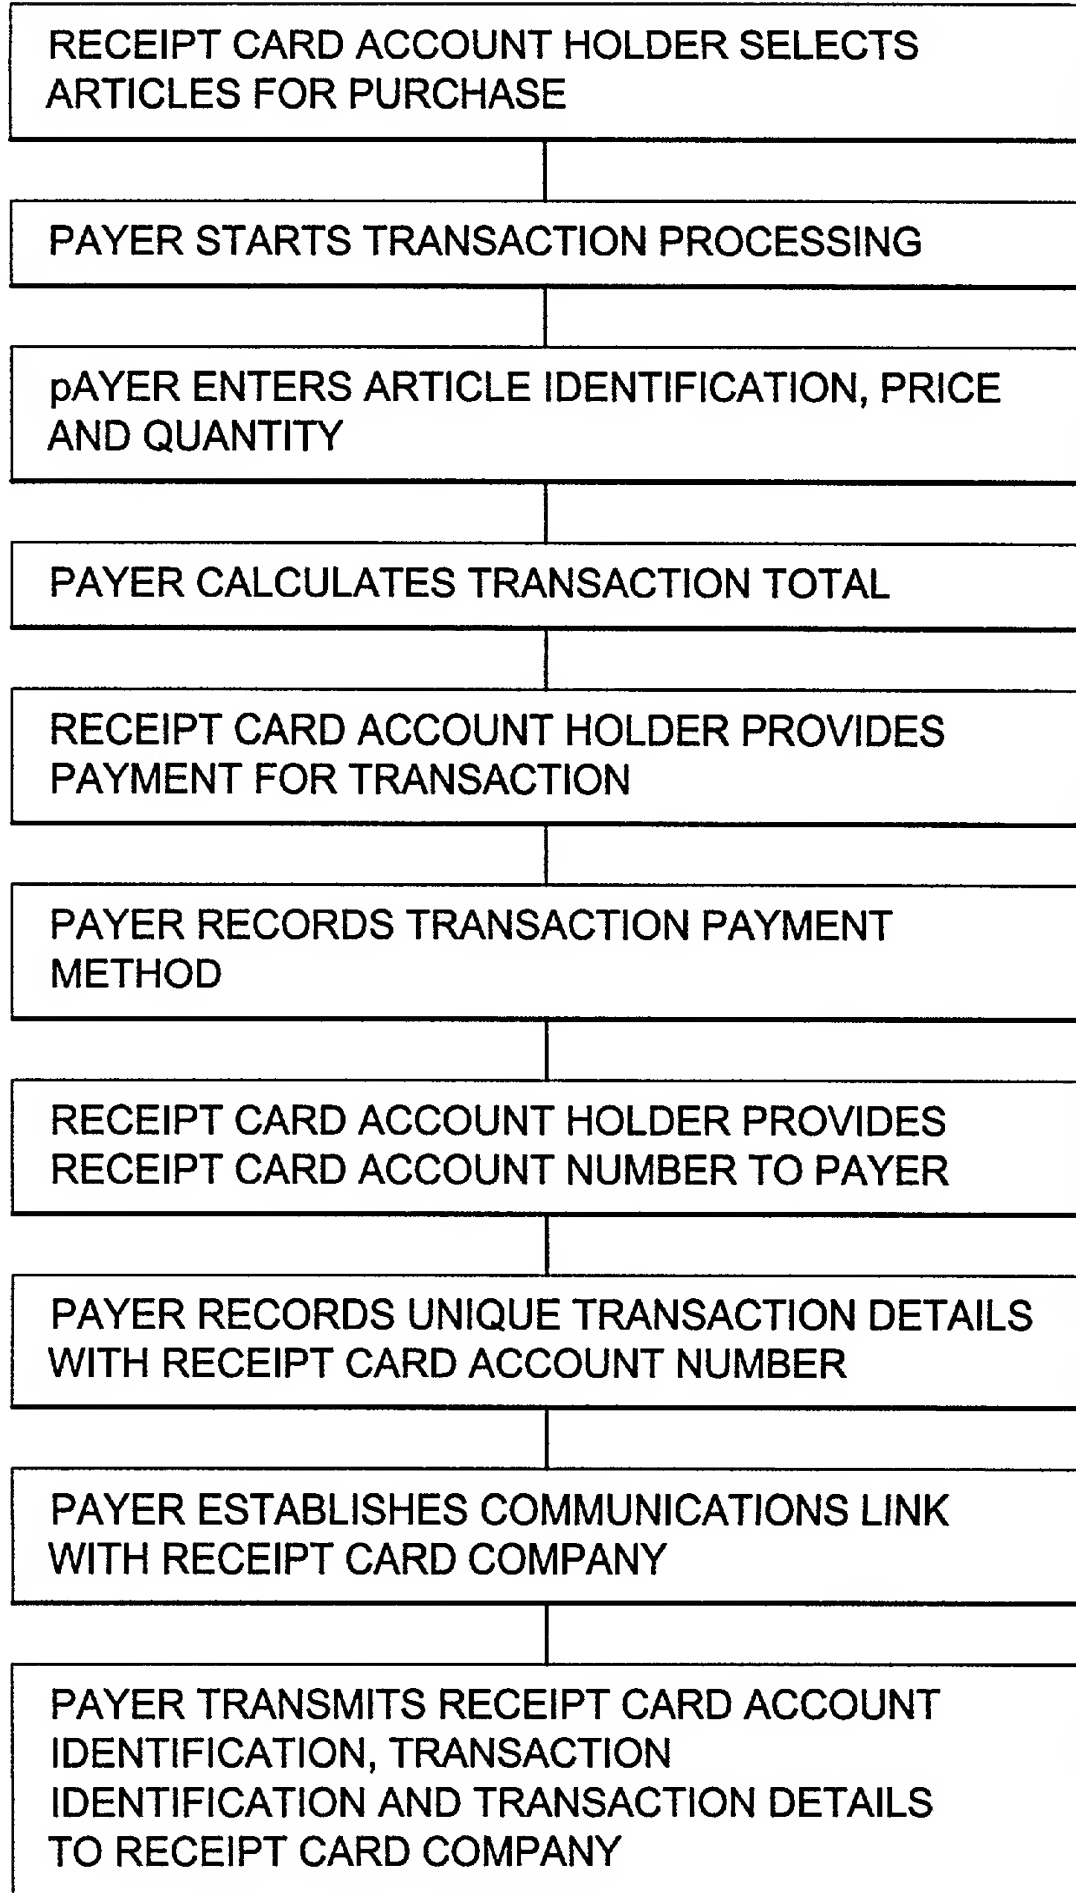 RECEIPT CARD ACCOUNT HOLDER SELECTS
ARTICLES FOR PURCHASE
PAYER STARTS TRANSACTION PROCESSING
pAYER ENTERS ARTICLE IDENTIFICATION, PRICE
AND QUANTITY
PAYER CALCULATES TRANSACTION TOTAL
RECEIPT CARD ACCOUNT HOLDER PROVIDES
PAYMENT FOR TRANSACTION
PAYER RECORDS TRANSACTION PAYMENT
METHOD
RECEIPT CARD ACCOUNT HOLDER PROVIDES
RECEIPT CARD ACCOUNT NUMBER TO PAYER
PAYER RECORDS UNIQUE TRANSACTION DETAILS
WITH RECEIPT CARD ACCOUNT NUMBER
PAYER ESTABLISHES COMMUNICATIONS LINK
WITH RECEIPT CARD COMPANY
PAYER TRANSMITS RECEIPT CARD ACCOUNT
IDENTIFICATION, TRANSACTION
IDENTIFICATION AND TRANSACTION DETAILS
TO RECEIPT CARD COMPANY